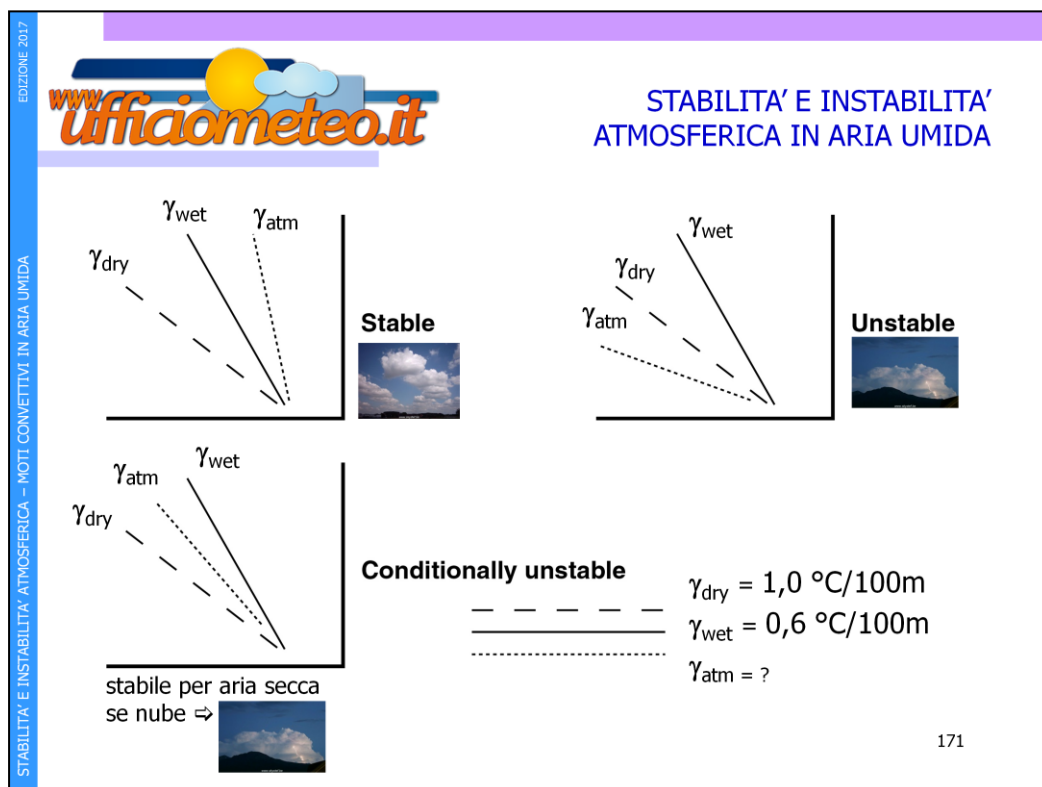 EDIZIONE 2017
www.ufficiometeo.it
STABILITA’ E INSTABILITA’
ATMOSFERICA IN ARIA UMIDA
STABILITA’ E INSTABILITA’ ATMOSFERICA – MOTI CONVETTIVI IN ARIA UMIDA
γwet
γatm
γdry
Stable
γwet
γdry
γatm
Unstable
γwet
γatm
γdry
Conditionally unstable
γdry = 1,0 °C/100m
γwet = 0,6 °C/100m
γatm = ?
stabile per aria secca
se nube ⇨
171